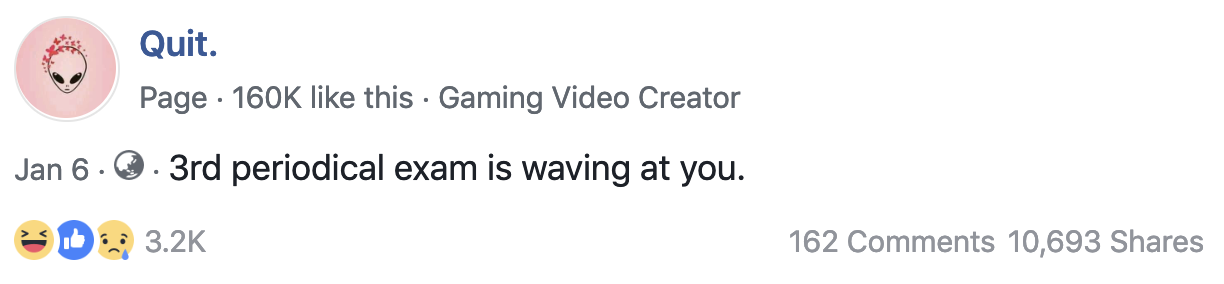 Quit.
Page · 160K like this · Gaming Video Creator
Jan 6 · · 3rd periodical exam is waving at you.
3.2K 162 Comments 10,693 Shares